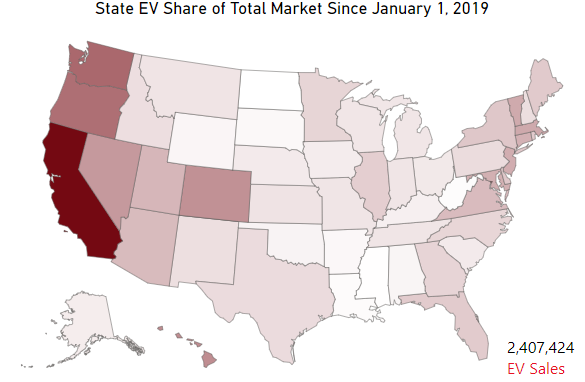 State EV Share of Total Market Since January 1, 2019
2,407,424
EV Sales